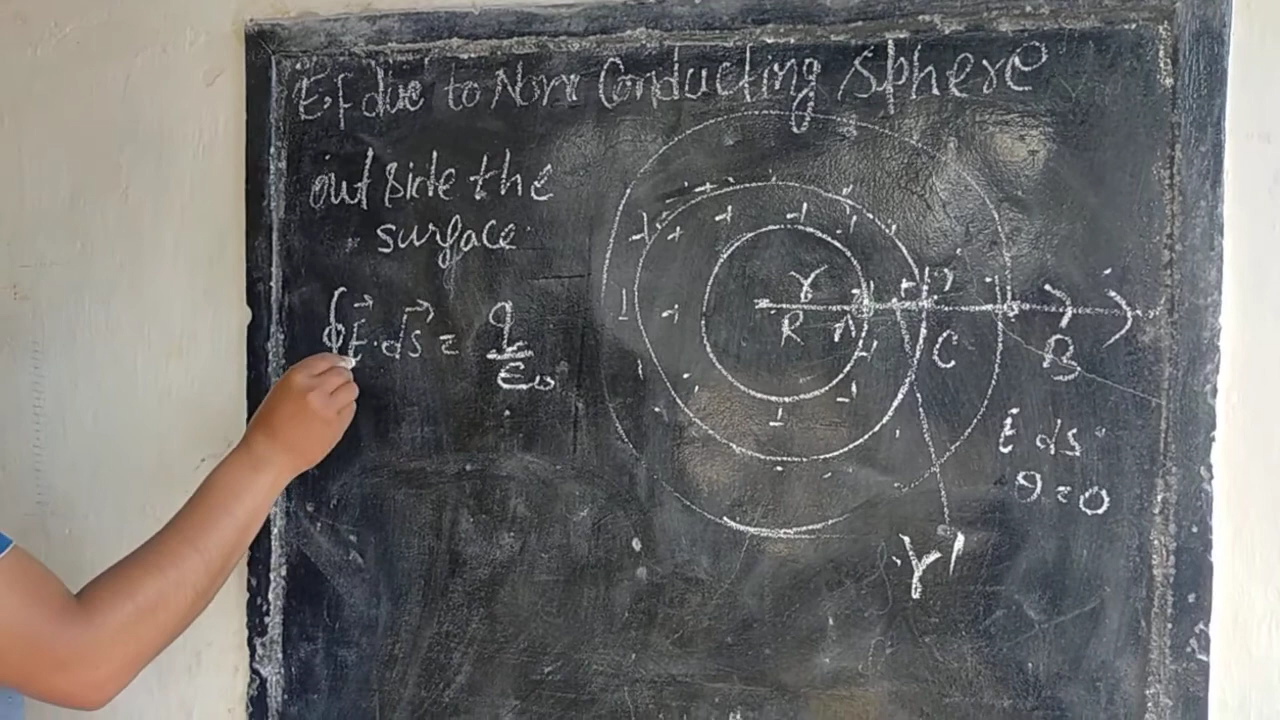 E.F due to Non Conducting sphere
out side the
surface
∮E⃗.ds⃗ = q/ε₀
r
R A
C
B
E ds
θ = 0
r'